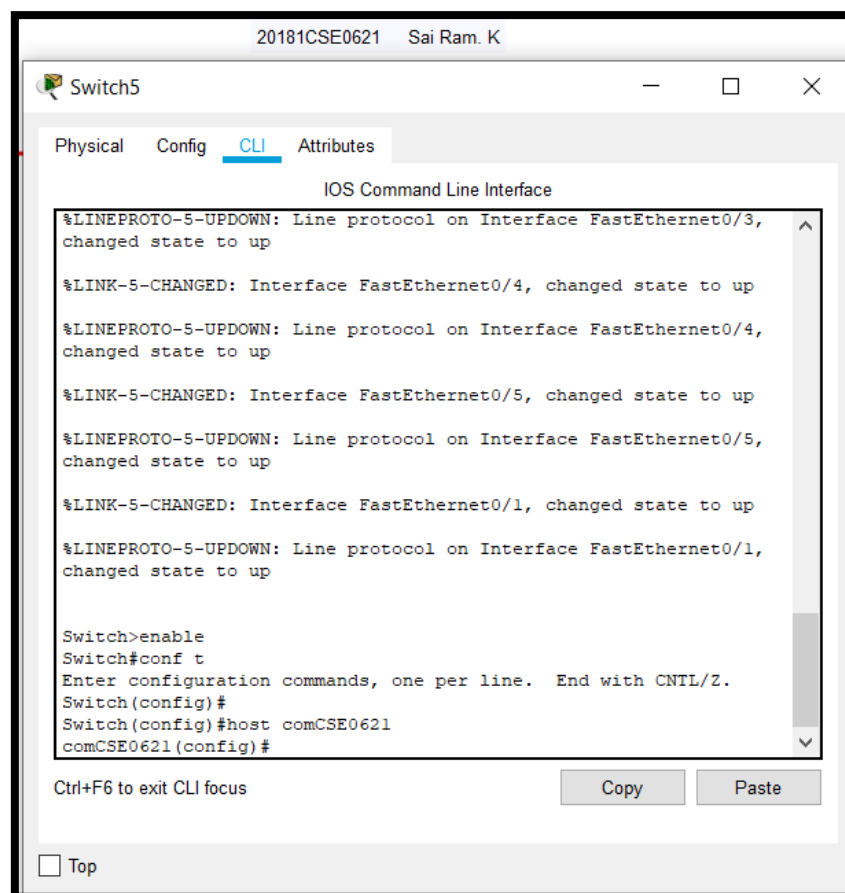 20181CSE0621 Sai Ram. K
Switch5
Physical Config CLI Attributes
IOS Command Line Interface
%LINEPROTO-5-UPDOWN: Line protocol on Interface FastEthernet0/3,
changed state to up
%LINK-5-CHANGED: Interface FastEthernet0/4, changed state to up
%LINEPROTO-5-UPDOWN: Line protocol on Interface FastEthernet0/4,
changed state to up
%LINK-5-CHANGED: Interface FastEthernet0/5, changed state to up
%LINEPROTO-5-UPDOWN: Line protocol on Interface FastEthernet0/5,
changed state to up
%LINK-5-CHANGED: Interface FastEthernet0/1, changed state to up
%LINEPROTO-5-UPDOWN: Line protocol on Interface FastEthernet0/1,
changed state to up
Switch>enable
Switch#conf t
Enter configuration commands, one per line.  End with CNTL/Z.
Switch(config)#
Switch(config)#host comCSE0621
comCSE0621(config)#
Ctrl+F6 to exit CLI focus
Copy Paste
Top